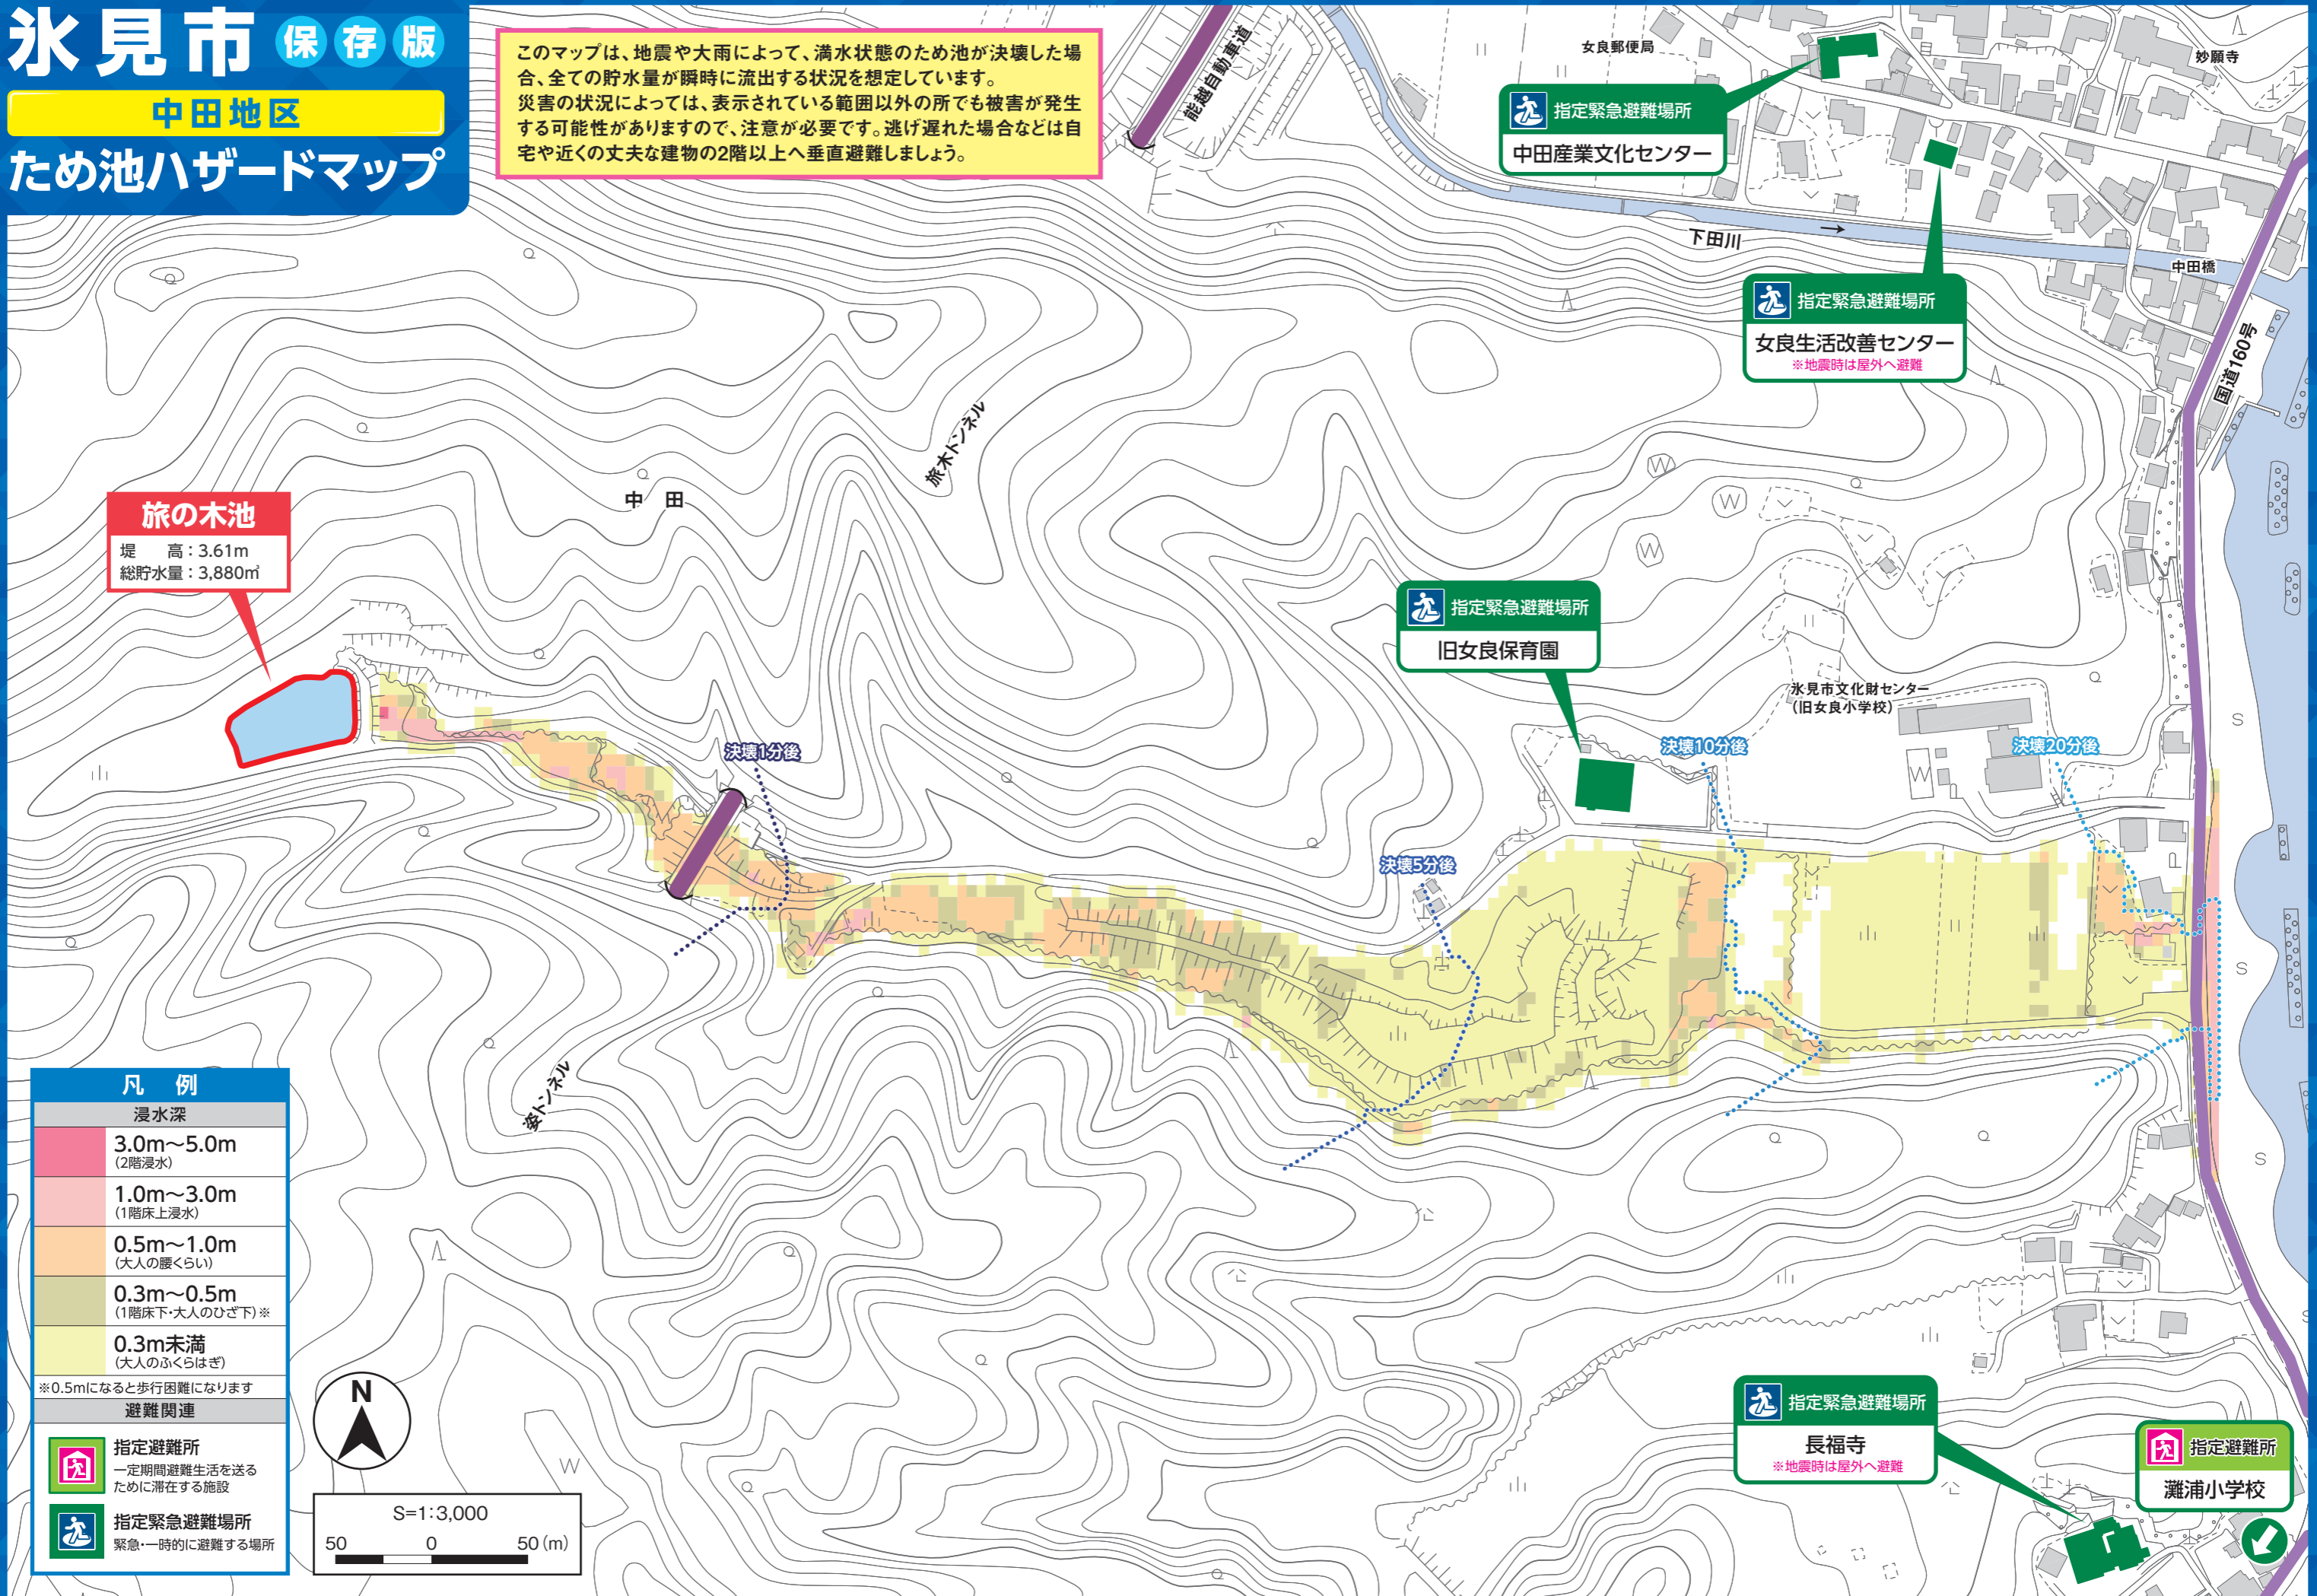 氷見市 保存版
中田地区
ため池ハザードマップ
このマップは、地震や大雨によって、満水状態のため池が決壊した場
合、全ての貯水量が瞬時に流出する状況を想定しています。
災害の状況によっては、表示されている範囲以外の所でも被害が発生
する可能性がありますので、注意が必要です。逃げ遅れた場合などは自
宅や近くの丈夫な建物の2階以上へ垂直避難しましょう。
能越自動車道
女良郵便局
妙願寺
指定緊急避難場所
中田産業文化センター
下田川
→
中田橋
指定緊急避難場所
女良生活改善センター
※地震時は屋外へ避難
国道160号
旅木トンネル
中田
旅の木池
堤 高：3.61m
総貯水量：3,880㎥
指定緊急避難場所
旧女良保育園
氷見市文化財センター
（旧女良小学校）
決壊1分後
決壊5分後
決壊10分後
決壊20分後
姿トンネル
凡 例
浸水深
3.0m～5.0m
（2階浸水）
1.0m～3.0m
（1階床上浸水）
0.5m～1.0m
（大人の腰くらい）
0.3m～0.5m
（1階床下・大人のひざ下）※
0.3m未満
（大人のふくらはぎ）
※0.5mになると歩行困難になります
避難関連
指定避難所
一定期間避難生活を送る
ために滞在する施設
指定緊急避難場所
緊急・一時的に避難する場所
N
S=1:3,000
50 0 50(m)
指定緊急避難場所
長福寺
※地震時は屋外へ避難
指定避難所
灘浦小学校